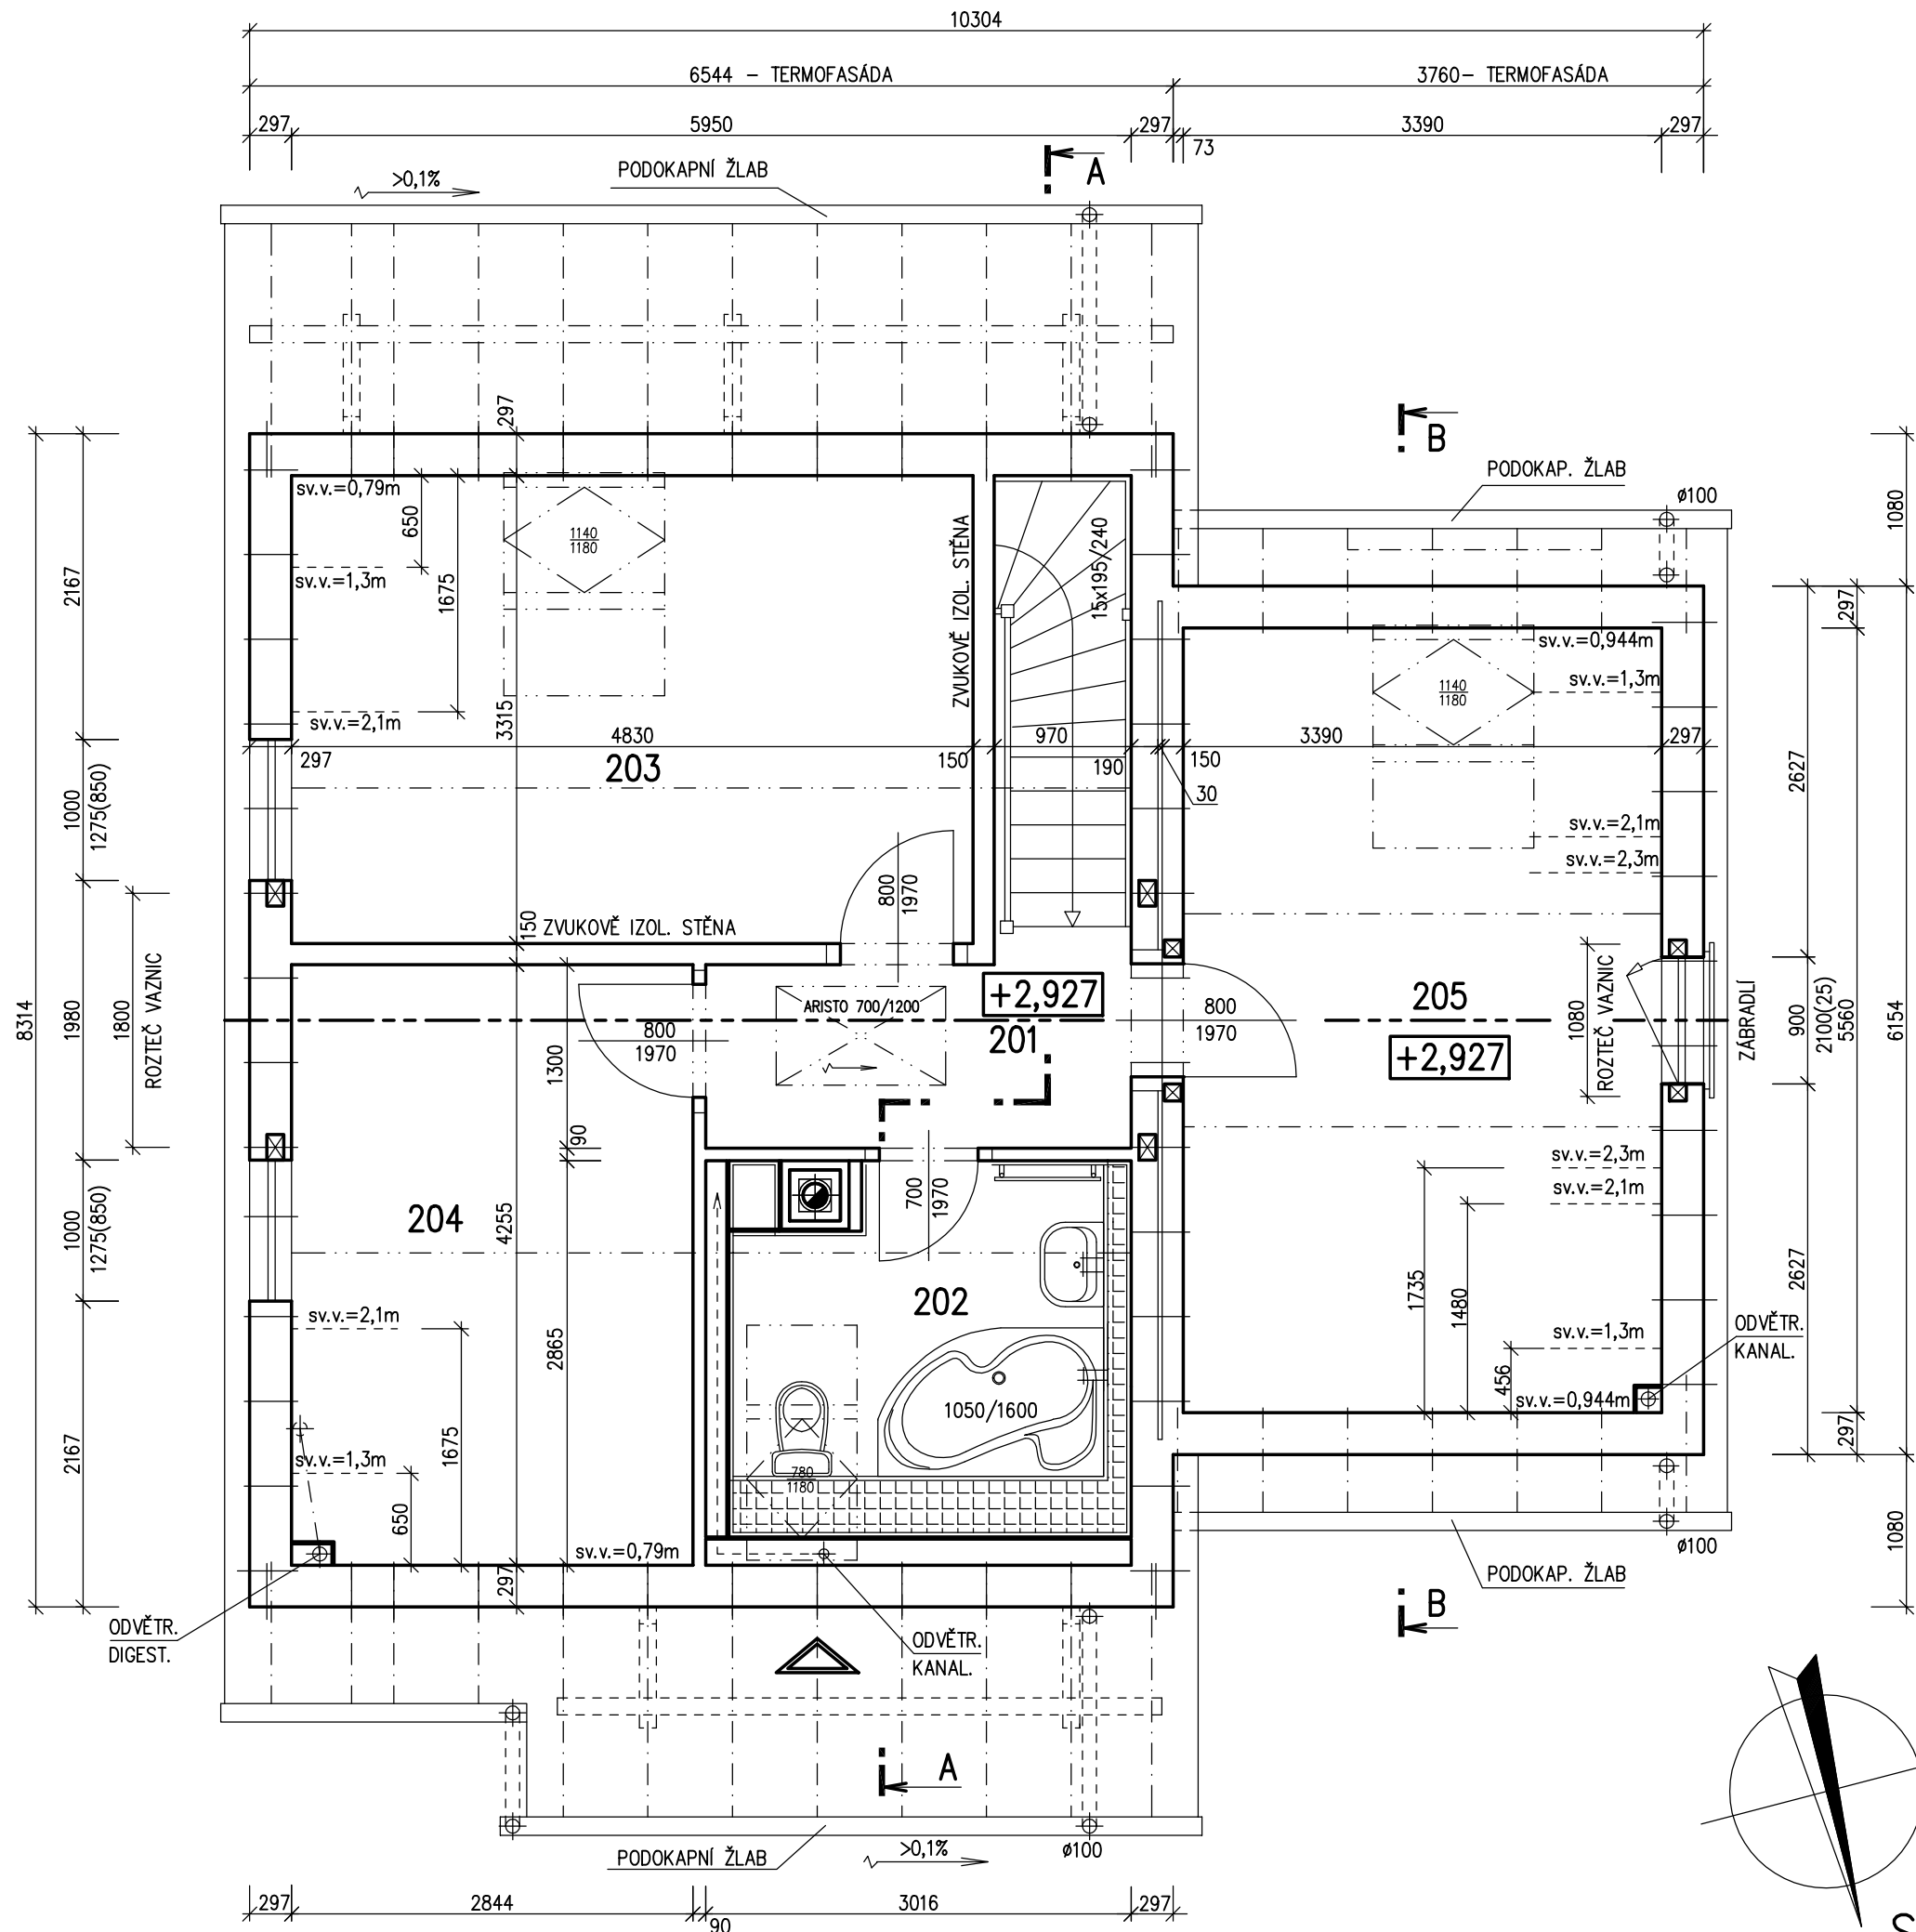 10304
6544 – TERMOFASÁDA
3760– TERMOFASÁDA
297
5950
297
3390
297
73
>0,1%
PODOKAPNÍ ŽLAB
A
B
PODOKAP. ŽLAB
ø100
297
sv.v.=0,79m
650
1140
1180
sv.v.=1,3m
1675
sv.v.=2,1m
3315
ZVUKOVĚ IZOL. STĚNA
15x195/240
4830
297
203
150
970
190
150
30
3390
297
sv.v.=0,944m
sv.v.=1,3m
1140
1180
sv.v.=2,1m
sv.v.=2,3m
8314
2167
1000
1275(850)
1980
1800
ROZTEČ VAZNIC
1000
1275(850)
2167
1080
297
2627
900
2100(25)
5560
6154
2627
297
1080
150
ZVUKOVĚ IZOL. STĚNA
800
1970
+2,927
ARISTO 700/1200
201
800
1970
800
1970
1300
90
205
+2,927
1080
ROZTEČ VAZNIC
ZÁBRADLÍ
204
4255
2865
700
1970
202
1050/1600
780
1180
sv.v.=2,3m
sv.v.=2,1m
1735
1480
456
sv.v.=1,3m
sv.v.=0,944m
ODVĚTR.
KANAL.
sv.v.=2,1m
1675
sv.v.=1,3m
650
sv.v.=0,79m
297
ODVĚTR.
DIGEST.
ODVĚTR.
KANAL.
ø100
PODOKAP. ŽLAB
B
A
PODOKAPNÍ ŽLAB
>0,1%
ø100
297
2844
90
3016
297
S